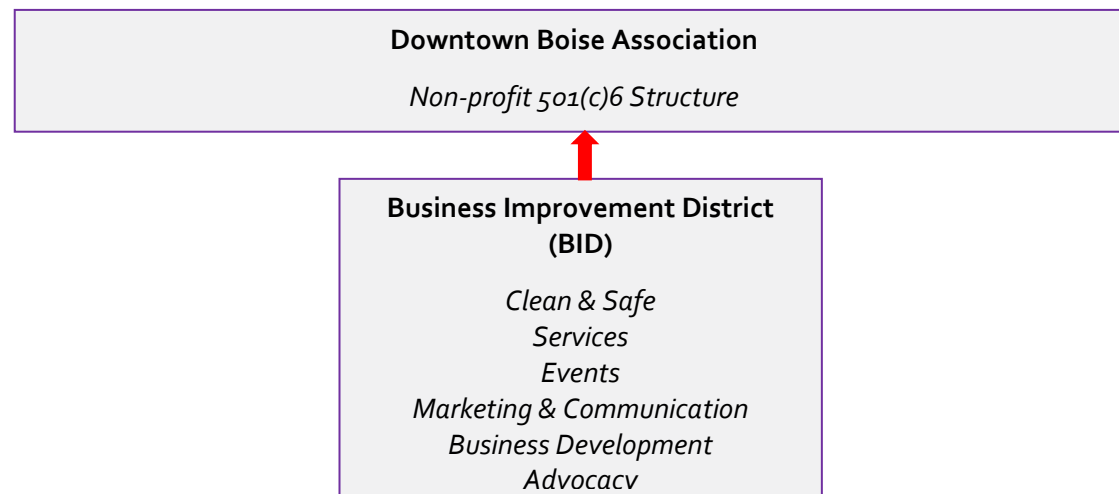 Downtown Boise Association
Non-profit 501(c)6 Structure
Business Improvement District
(BID)
Clean & Safe
Services
Events
Marketing & Communication
Business Development
Advocacy